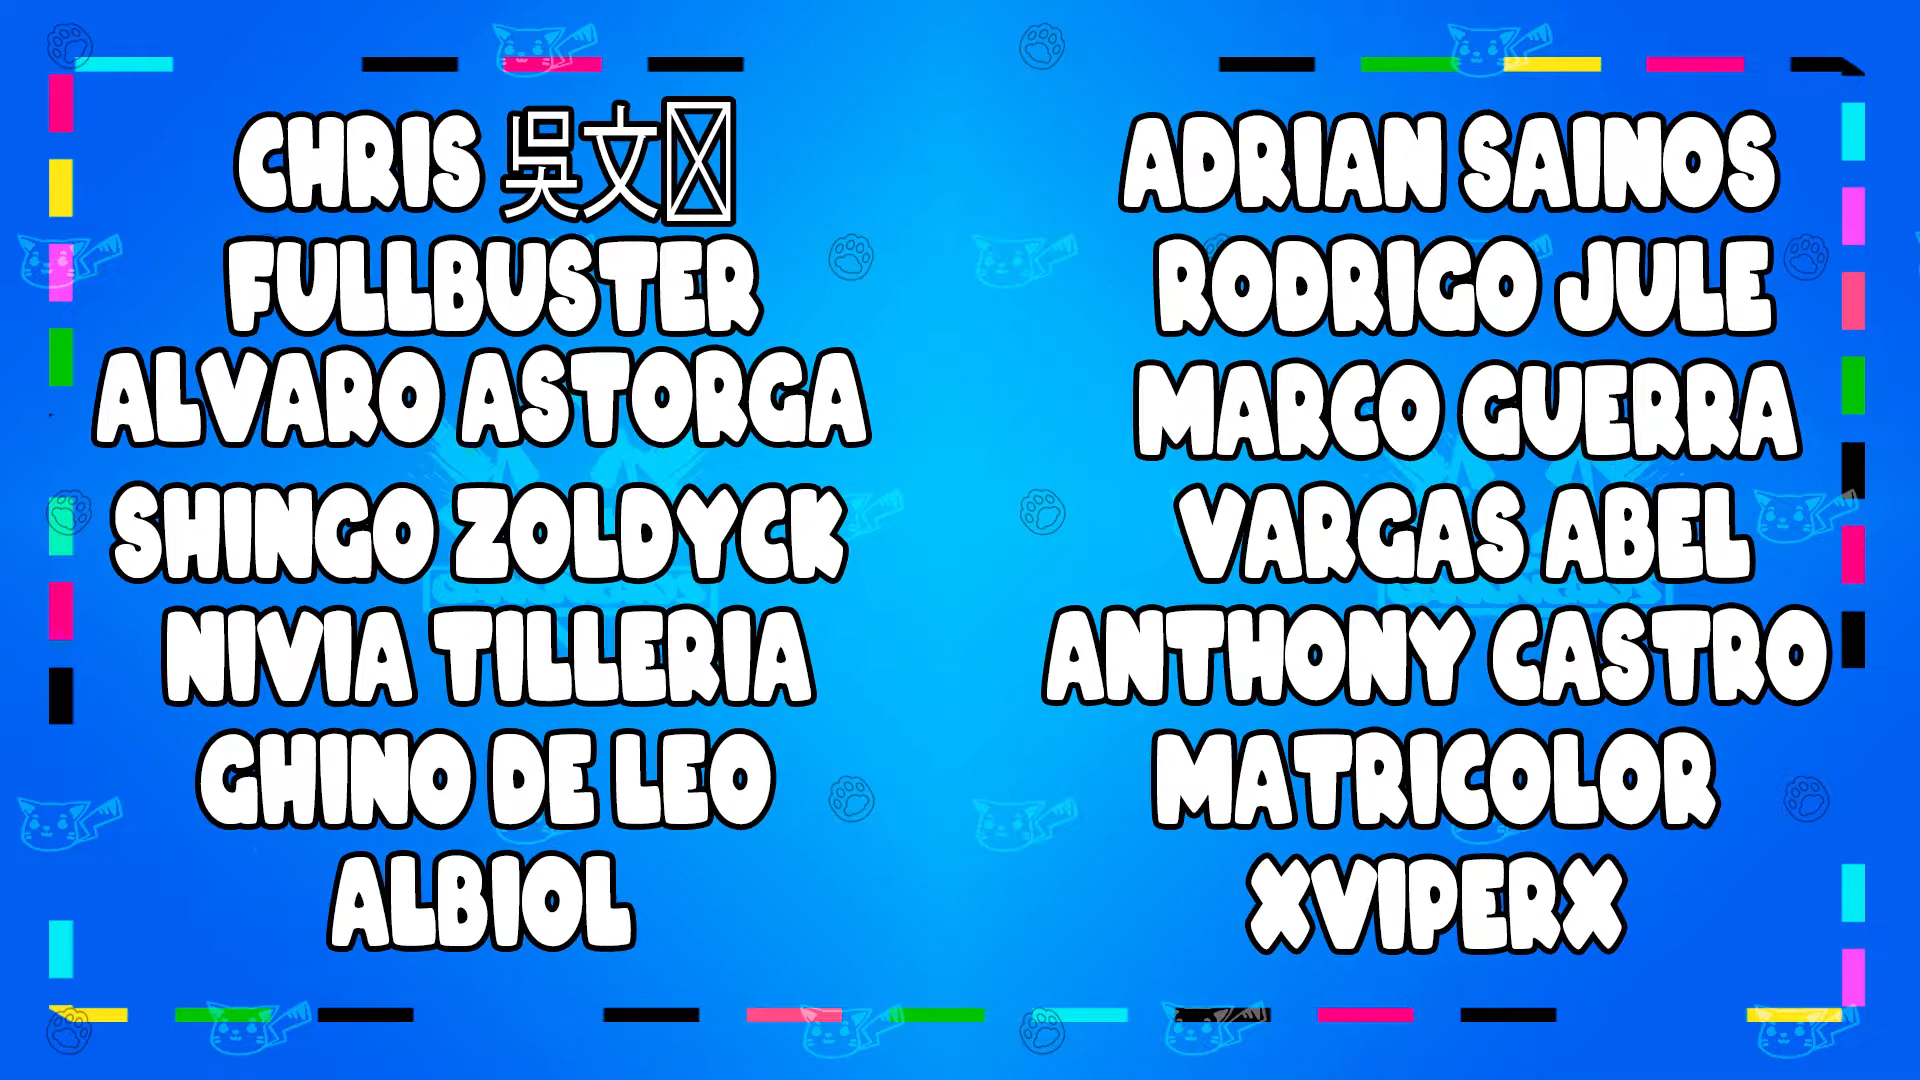 CHRIS 吳文
FULLBUSTER
ALVARO ASTORGA
SHINGO ZOLDYCK
NIVIA TILLERIA
GHINO DE LEO
ALBIOL
ADRIAN SAINOS
RODRIGO JULE
MARCO GUERRA
VARGAS ABEL
ANTHONY CASTRO
MATRICOLOR
XVIPERX